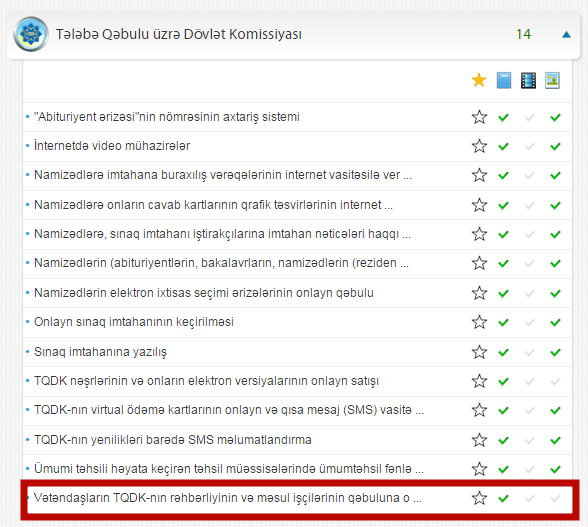 Tələbə Qəbulu üzrə Dövlət Komissiyası 14
"Abituriyent ərizəsi"nin nömrəsinin axtariş sistemi
İnternetdə video mühazirələr
Namizədlərə imtahana buraxılış vərəqələrinin internet vasitəsilə ver ...
Namizədlərə onların cavab kartlarının qrafik təsvirlərinin internet ...
Namizədlərə, sınaq imtahanı iştirakçılarına imtahan nəticələri haqqı ...
Namizədlərin (abituriyentlərin, bakalavrların, namizədlərin (reziden ...
Namizədlərin elektron ixtisas seçimi ərizələrinin onlayn qəbulu
Onlayn sınaq imtahanının keçirilməsi
Sınaq imtahanına yazılış
TQDK nəşrlərinin və onların elektron versiyalarının onlayn satışı
TQDK-nın virtual ödəmə kartlarının onlayn və qısa mesaj (SMS) vasitə ...
TQDK-nın yenilikləri barədə SMS məlumatlandırma
Ümumi təhsili həyata keçirən təhsil müəssisələrində ümumtəhsil fənlə ...
Vətəndaşların TQDK-nın rəhbərliyinin və məsul işçilərinin qəbuluna o ...